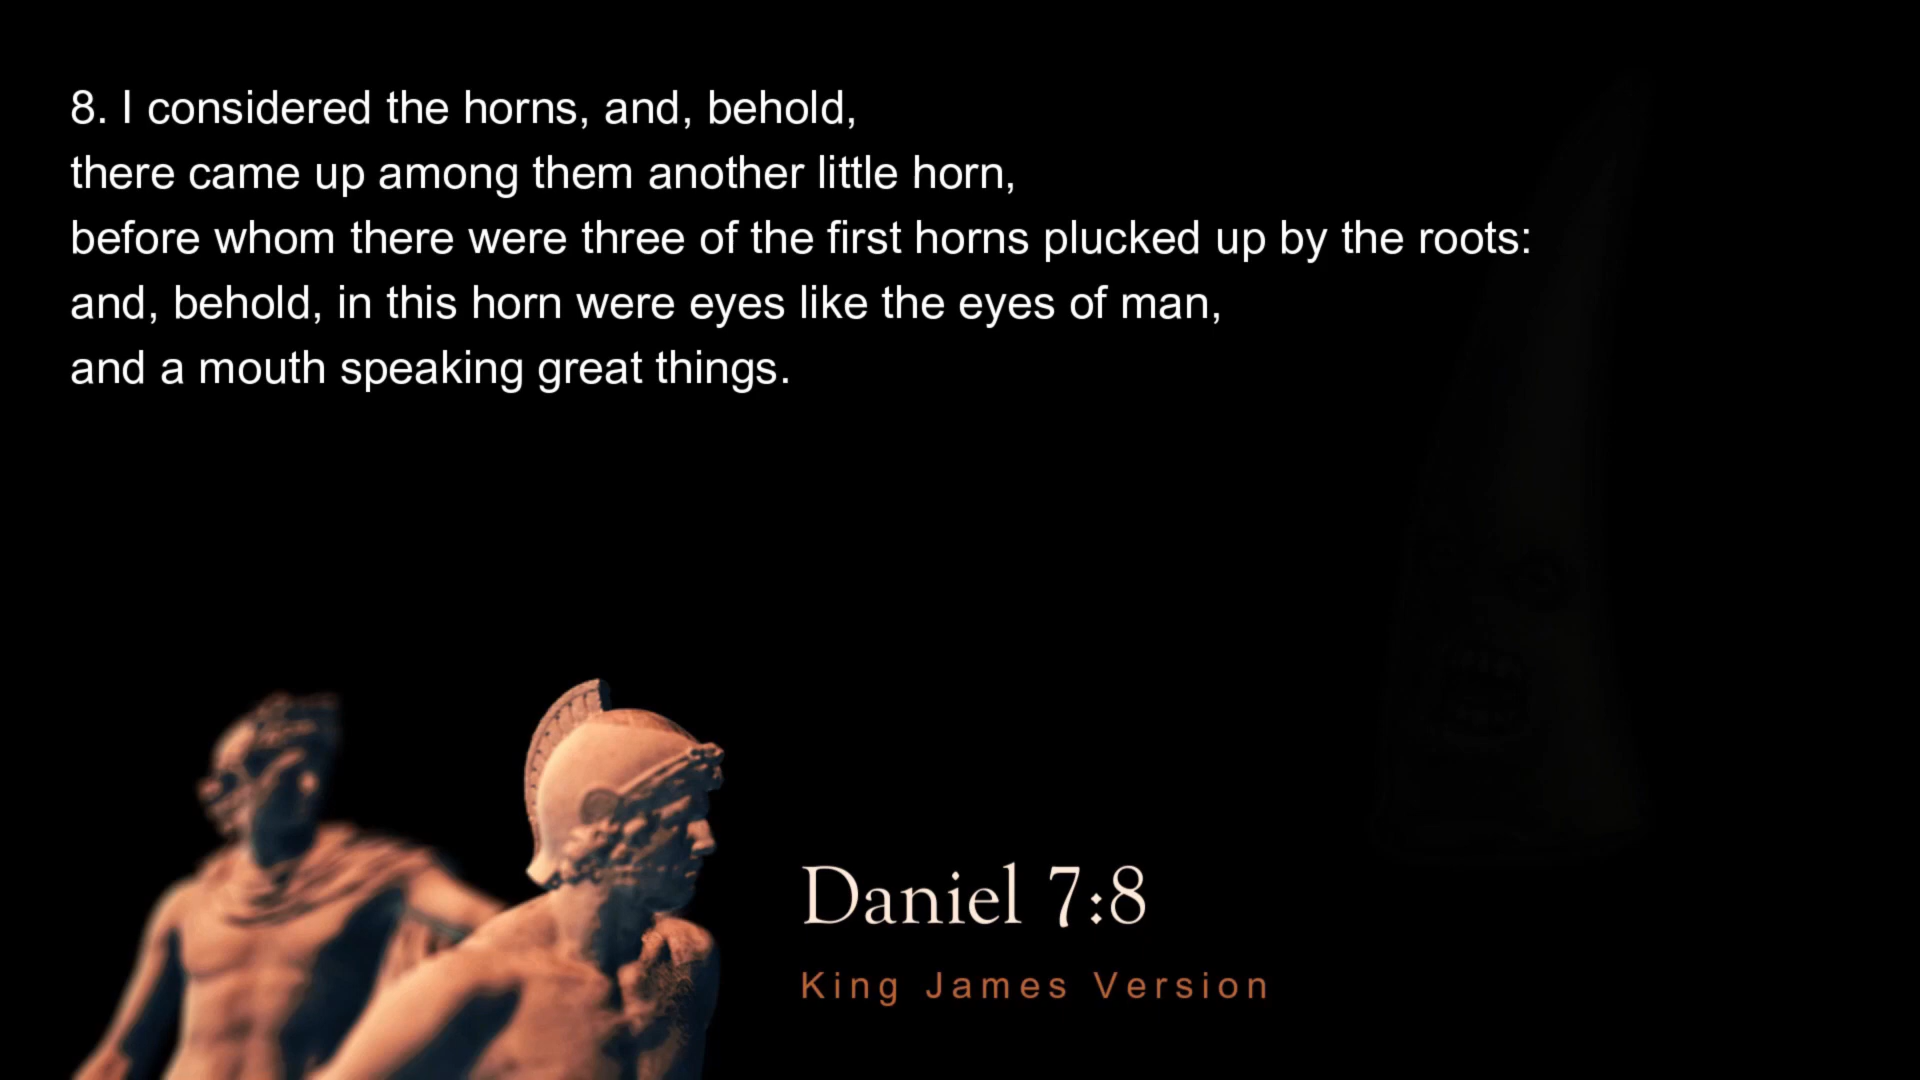 8. I considered the horns, and, behold,
there came up among them another little horn,
before whom there were three of the first horns plucked up by the roots:
and, behold, in this horn were eyes like the eyes of man,
and a mouth speaking great things.
Daniel 7:8
King James Version